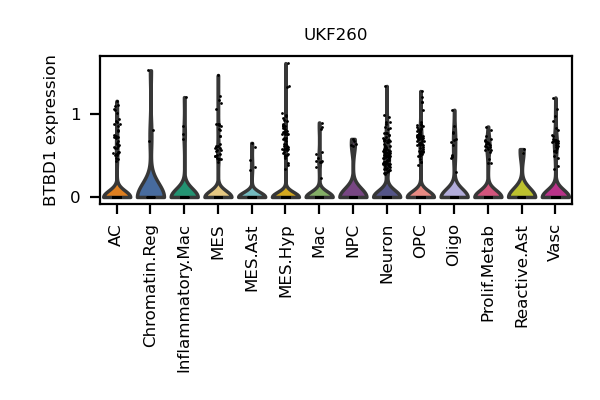 UKF260
BTBD1 expression
1
0
AC
Chromatin.Reg
Inflammatory.Mac
MES
MES.Ast
MES.Hyp
Mac
NPC
Neuron
OPC
Oligo
Prolif.Metab
Reactive.Ast
Vasc